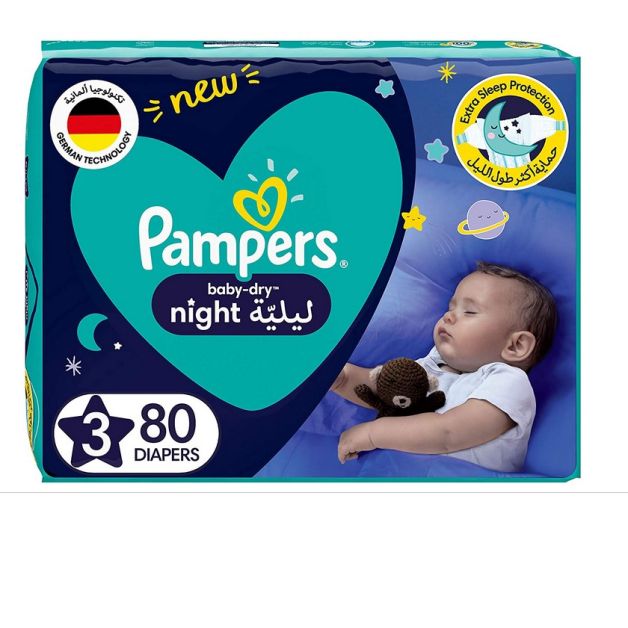 تكنولوجيا ألمانية
GERMAN TECHNOLOGY
new
Extra Sleep Protection
حماية أكثر طول الليل
Pampers®
baby-dry™
night ليليّة
3 80
DIAPERS